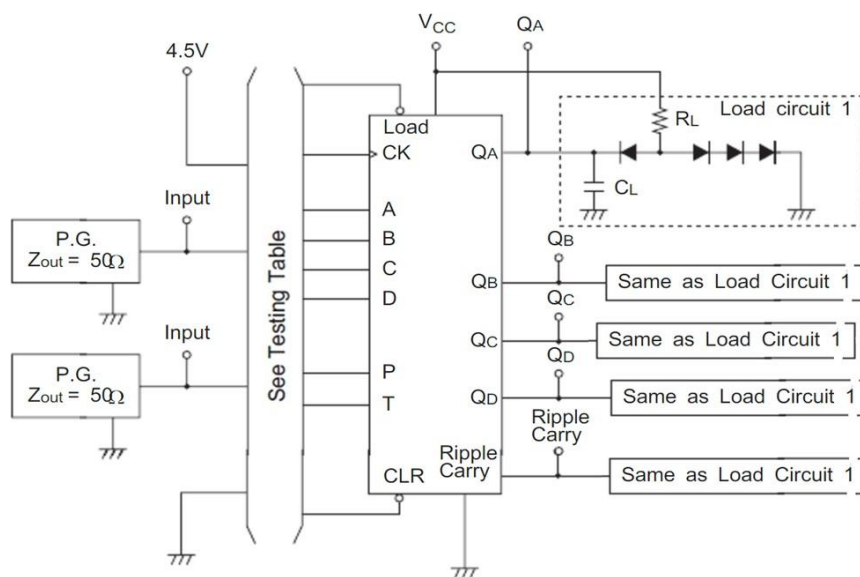 VCC
QA
4.5V
Load circuit 1
RL
Load
CK
QA
CL
Input
A
P.G.
Zout = 50Ω
B
C
D
See Testing Table
QB
QB
Same as Load Circuit 1
QC
QC
Same as Load Circuit 1
Input
QD
P.G.
Zout = 50Ω
P
T
QD
Same as Load Circuit 1
Ripple
Carry
Ripple
Carry
CLR
Same as Load Circuit 1